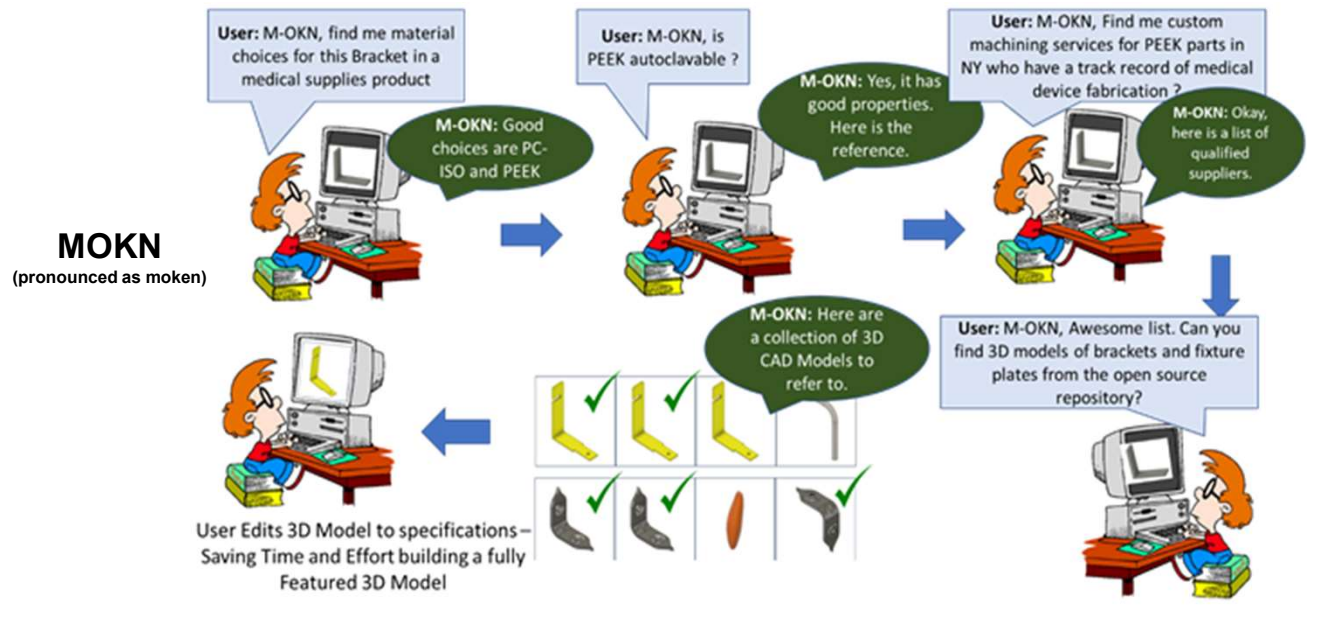 User: M-OKN, find me material
choices for this Bracket in a
medical supplies product
M-OKN: Good
choices are PC-
ISO and PEEK
User: M-OKN, is
PEEK autoclavable ?
M-OKN: Yes, it has
good properties.
Here is the
reference.
User: M-OKN, Find me custom
machining services for PEEK parts in
NY who have a track record of medical
device fabrication ?
M-OKN: Okay,
here is a list of
qualified
suppliers.
MOKN
(pronounced as moken)
User: M-OKN, Awesome list. Can you
find 3D models of brackets and fixture
plates from the open source
repository?
M-OKN: Here are
a collection of 3D
CAD Models to
refer to.
User Edits 3D Model to specifications–
Saving Time and Effort building a fully
Featured 3D Model